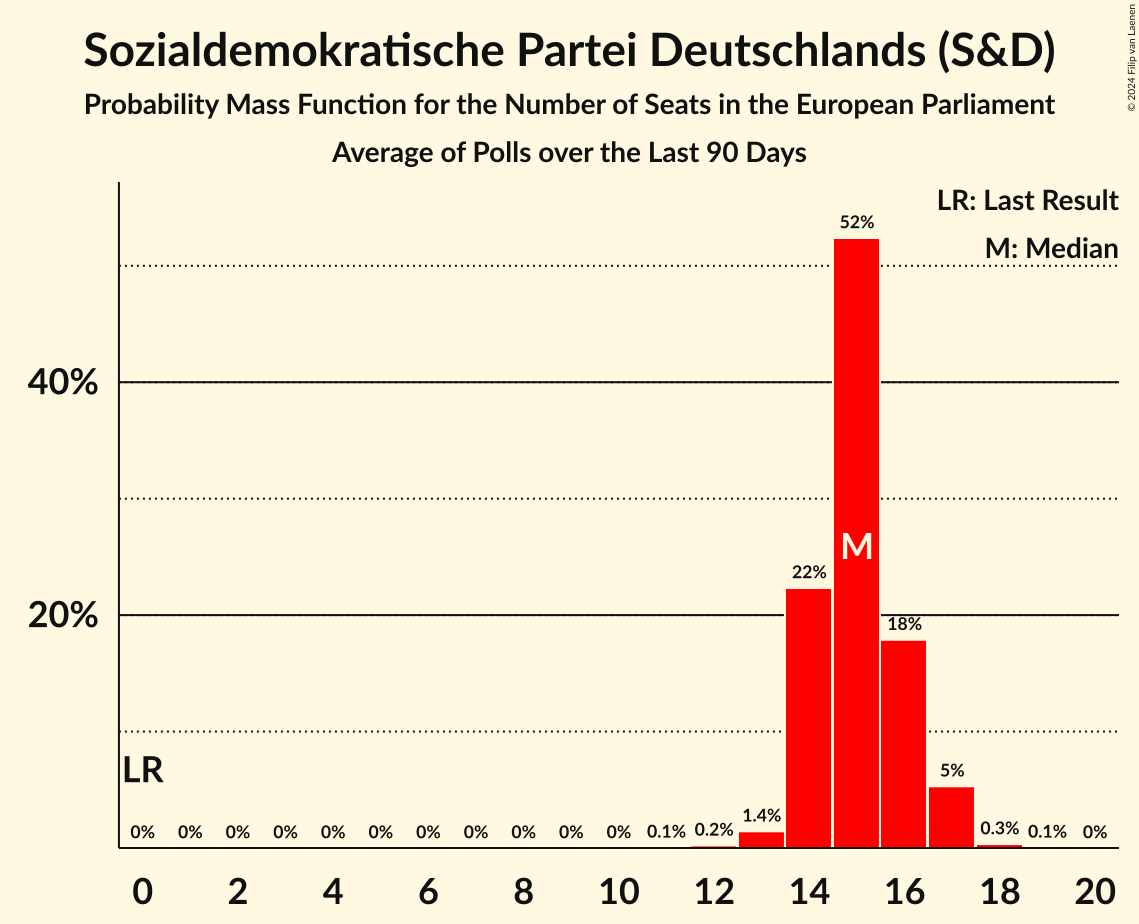 Sozialdemokratische Partei Deutschlands (S&D)
Probability Mass Function for the Number of Seats in the European Parliament
Average of Polls over the Last 90 Days
© 2024 Filip van Laenen
LR: Last Result
M: Median
52%
40%
M
22%
20%
18%
LR
5%
1.4%
0% 0% 0% 0% 0% 0% 0% 0% 0% 0% 0% 0.1% 0.2% 0.3% 0.1% 0%
0 2 4 6 8 10 12 14 16 18 20